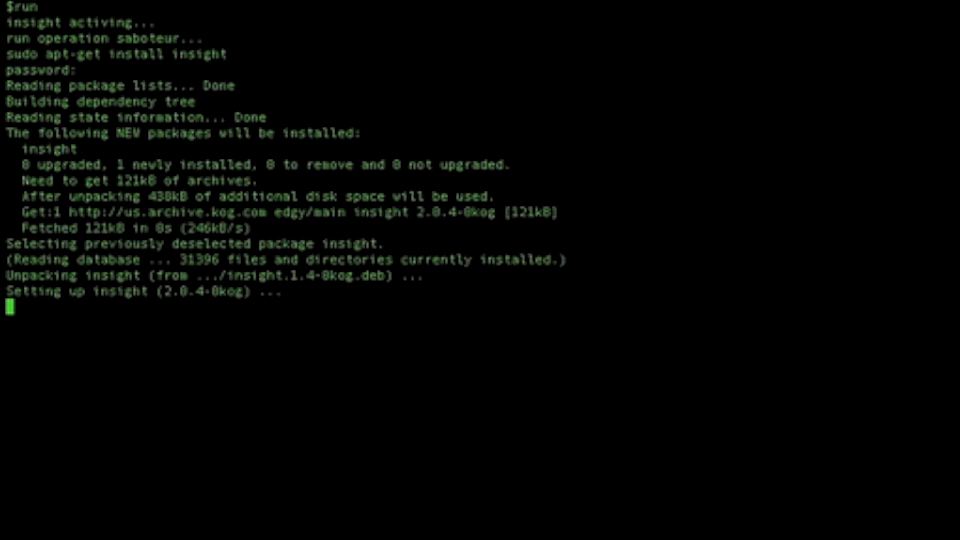 $run
insight activing...
run operation saboteur...
sudo apt-get install insight
password:
Reading package lists... Done
Building dependency tree
Reading state information... Done
The following NEW packages will be installed:
insight
0 upgraded, 1 newly installed, 0 to remove and 0 not upgraded.
Need to get 121kB of archives.
After unpacking 438kB of additional disk space will be used.
Get:1 http://us.archive.kog.com edgy/main insight 2.0.4-0kog [121kB]
Fetched 121kB in 0s (246kB/s)
Selecting previously deselected package insight.
(Reading database ... 31396 files and directories currently installed.)
Unpacking insight (from .../insight.1.4-0kog.deb) ...
Setting up insight (2.0.4-0kog) ...